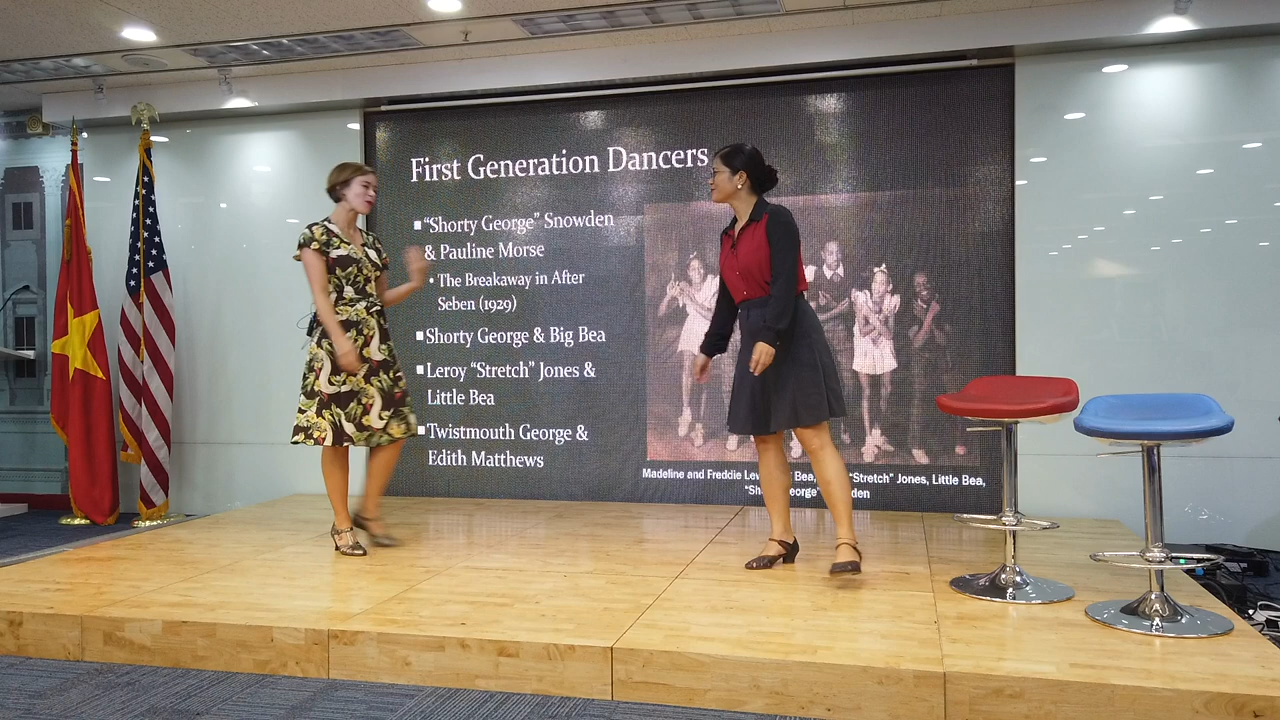 First Generation Dancers
"Shorty George" Snowden
& Pauline Morse
The Breakaway in After
Seben (1929)
Shorty George & Big Bea
Leroy "Stretch" Jones &
Little Bea
Twistmouth George &
Edith Matthews
Madeline and Freddie Bea, "Stretch" Jones, Little Bea,